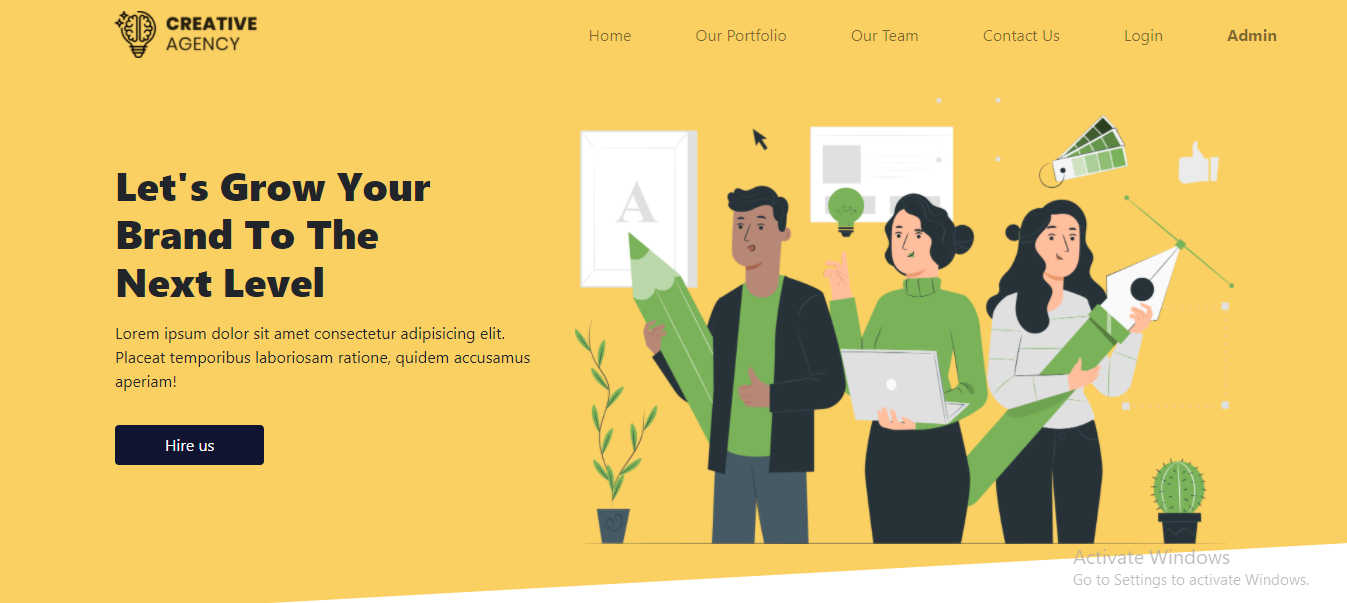 CREATIVE
AGENCY
Home Our Portfolio Our Team Contact Us Login Admin
A
Let's Grow Your
Brand To The
Next Level
Lorem ipsum dolor sit amet consectetur adipisicing elit.
Placeat temporibus laboriosam ratione, quidem accusamus
aperiam!
Hire us
Activate Windows
Go to Settings to activate Windows.